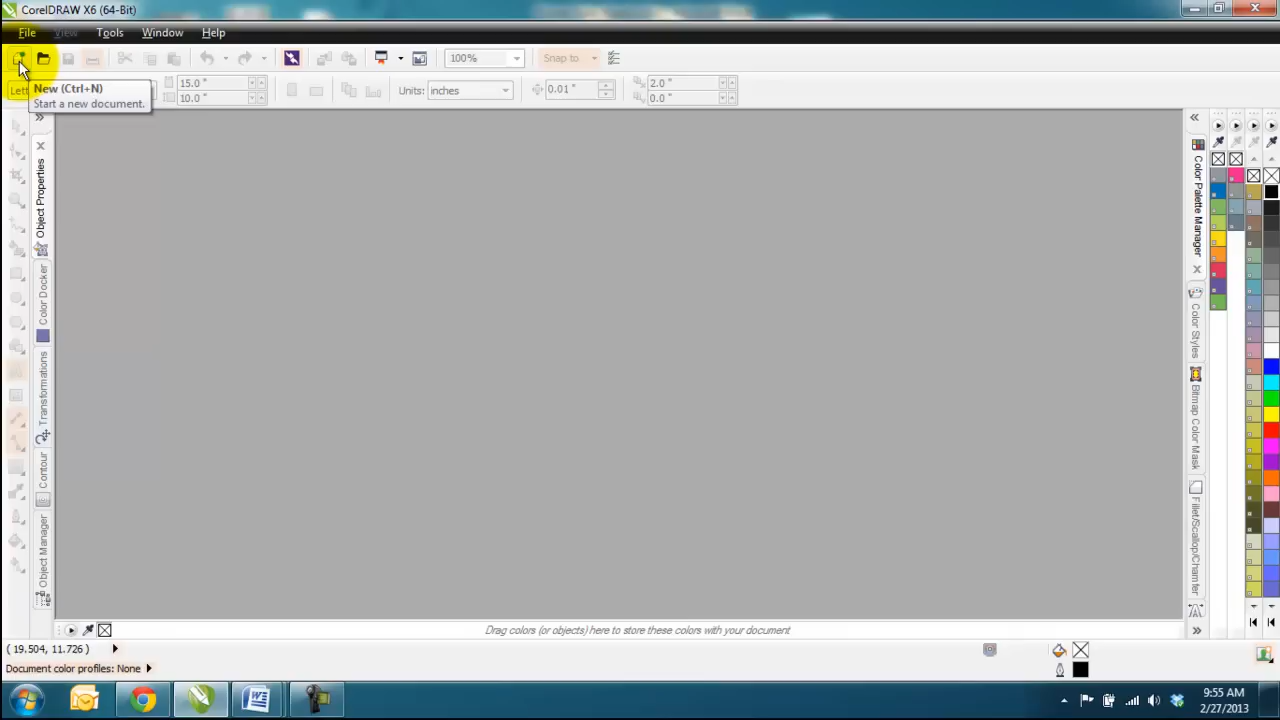 CorelDRAW X6 (64-Bit)
File View Tools Window Help
100% Snap to
New (Ctrl+N)
Start a new document.
15.0 "
10.0 "
Units: inches
0.01 "
2.0 "
0.0 "
Object Properties
Color Docker
Transformations
Contour
Object Manager
Color Palette Manager
Color Styles
Bitmap Color Mask
Fillet/Scallop/Chamfer
Drag colors (or objects) here to store these colors with your document
( 19.504, 11.726 )
Document color profiles: None
9:55 AM
2/27/2013